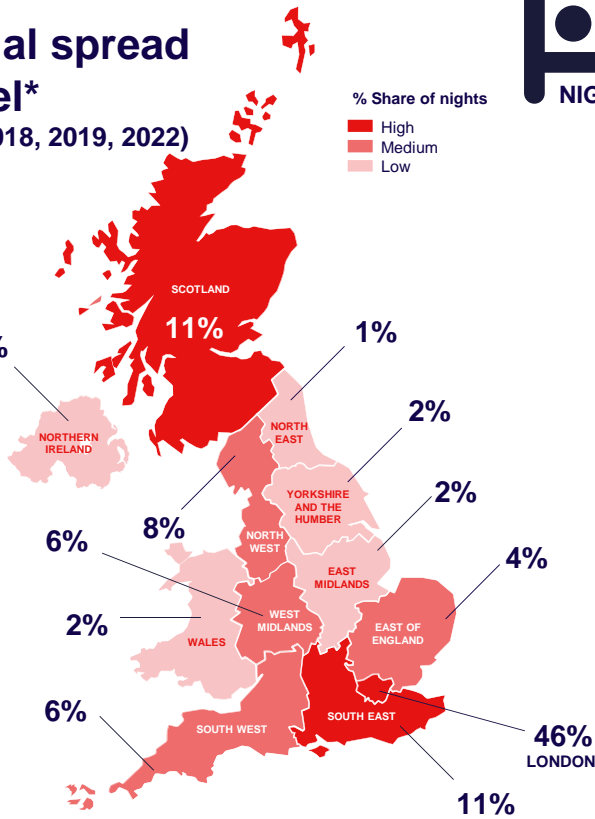 al spread
el*
018, 2019, 2022)
NIG
% Share of nights
High
Medium
Low
SCOTLAND
11%
1%
%
2%
NORTHERN
IRELAND
NORTH
EAST
2%
YORKSHIRE
AND THE
HUMBER
8%
6%
NORTH
WEST
4%
EAST
MIDLANDS
2%
WEST
MIDLANDS
EAST OF
ENGLAND
WALES
6%
SOUTH WEST
SOUTH EAST
46%
LONDON
11%